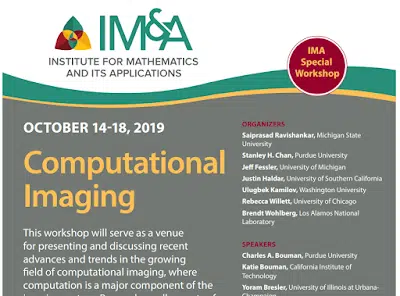 IM&A
INSTITUTE FOR MATHEMATICS
AND ITS APPLICATIONS
IMA
Special
Workshop
OCTOBER 14-18, 2019
Computational
Imaging
This workshop will serve as a venue
for presenting and discussing recent
advances and trends in the growing
field of computational imaging, where
computation is a major component of the
ORGANIZERS
Saiprasad Ravishankar, Michigan State
University
Stanley H. Chan, Purdue University
Jeff Fessler, University of Michigan
Justin Haldar, University of Southern California
Ulugbek Kamilov, Washington University
Rebecca Willett, University of Chicago
Brendt Wohlberg, Los Alamos National
Laboratory
SPEAKERS
Charles A. Bouman, Purdue University
Katie Bouman, California Institute of
Technology
Yoram Bresler, University of Illinois at Urbana-
Champaign